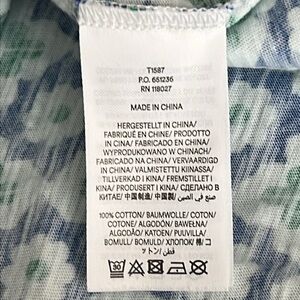 T1587
P.O. 651236
RN 118027
MADE IN CHINA
HERGESTELLT IN CHINA/
FABRIQUÉ EN CHINE/ PRODOTTO
IN CINA/ FABRICADO EN CHINA/
WYPRODUKOWANO W CHINACH/
FABRICADO NA CHINA/ VERVAARDIGD
IN CHINA/ VALMISTETTU KIINASSA/
TILLVERKAD I KINA/ FREMSTILLET I
KINA/ PRODUSERT I KINA/ СДЕЛАНО В
КИТАЕ/ 中国制造/ 中国製/ صنع في الصين
100% COTTON/ BAUMWOLLE/ COTON/
COTONE/ ALGODÓN/ BAWEŁNA/
ALGODÃO/ KATOEN/ PUUVILLA/
BOMULL/ BOMULD/ ХЛОПОК/ 棉/ コ
ットン/ قطن
30